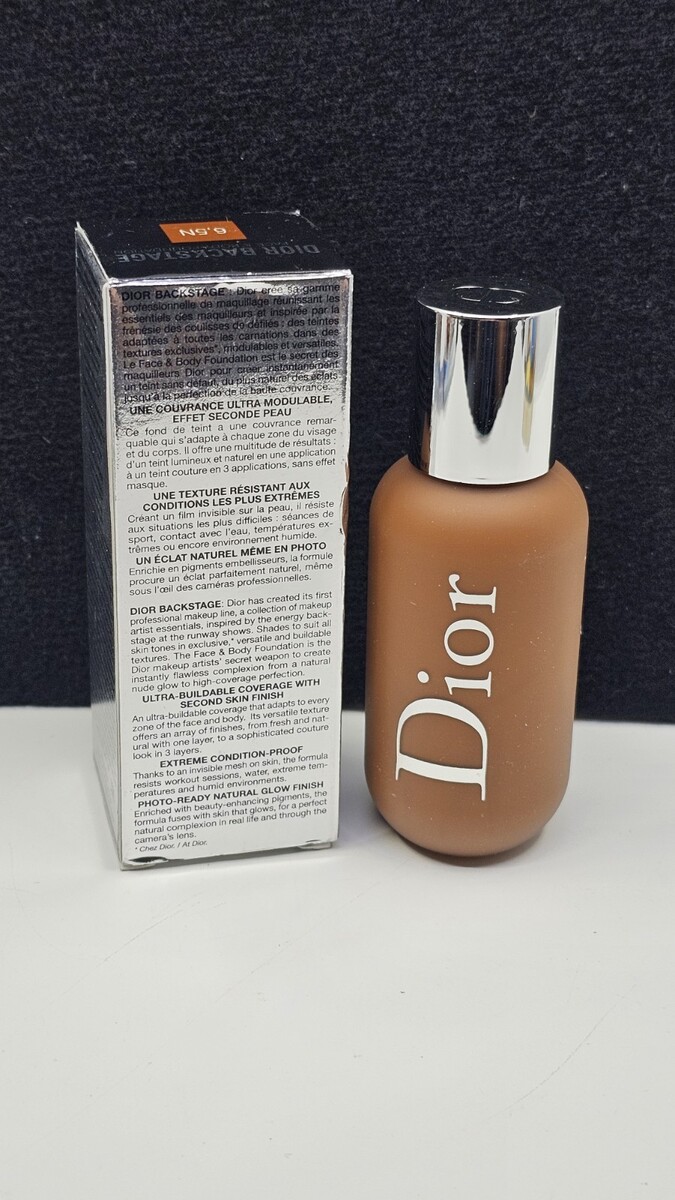 6,5N
DIOR BACKSTAGE
DIOR BACKSTAGE : Dior crée sa gamme
professionnelle de maquillage réunissant les
essentiels des maquilleurs et inspirée par la
frénésie des coulisses de défilés : des teintes
adaptées à toutes les carnations dans des
textures exclusives*, modulables et versatiles.
Le Face & Body Foundation est le secret des
maquilleurs Dior pour créer instantanément
un teint sans défaut, du plus naturel des éclats
jusqu'à la perfection de la haute couvrance.
UNE COUVRANCE ULTRA MODULABLE,
EFFET SECONDE PEAU
Ce fond de teint a une couvrance remar-
quable qui s'adapte à chaque zone du visage
et du corps. Il offre une multitude de résultats :
d'un teint lumineux et naturel en une application
à un teint couture en 3 applications, sans effet
masque.
UNE TEXTURE RÉSISTANT AUX
CONDITIONS LES PLUS EXTRÊMES
Créant un film invisible sur la peau, il résiste
aux situations les plus difficiles : séances de
sport, contact avec l'eau, températures ex-
trêmes ou encore environnement humide.
UN ÉCLAT NATUREL MÊME EN PHOTO
Enrichie en pigments embellisseurs, la formule
procure un éclat parfaitement naturel, même
sous l'œil des caméras professionnelles.
DIOR BACKSTAGE: Dior has created its first
professional makeup line, a collection of makeup
artist essentials, inspired by the energy back-
stage at the runway shows. Shades to suit all
skin tones in exclusive,* versatile and buildable
textures. The Face & Body Foundation is the
Dior makeup artists' secret weapon to create
instantly flawless complexion from a natural
nude glow to high-coverage perfection.
ULTRA-BUILDABLE COVERAGE WITH
SECOND SKIN FINISH
An ultra-buildable coverage that adapts to every
zone of the face and body. Its versatile texture
offers an array of finishes, from fresh and nat-
ural with one layer, to a sophisticated couture
look in 3 layers.
EXTREME CONDITION-PROOF
Thanks to an invisible mesh on skin, the formula
resists workout sessions, water, extreme tem-
peratures and humid environments.
PHOTO-READY NATURAL GLOW FINISH
Enriched with beauty-enhancing pigments, the
formula fuses with skin that glows, for a perfect
natural complexion in real life and through the
camera's lens.
* Chez Dior. / At Dior.
Dior